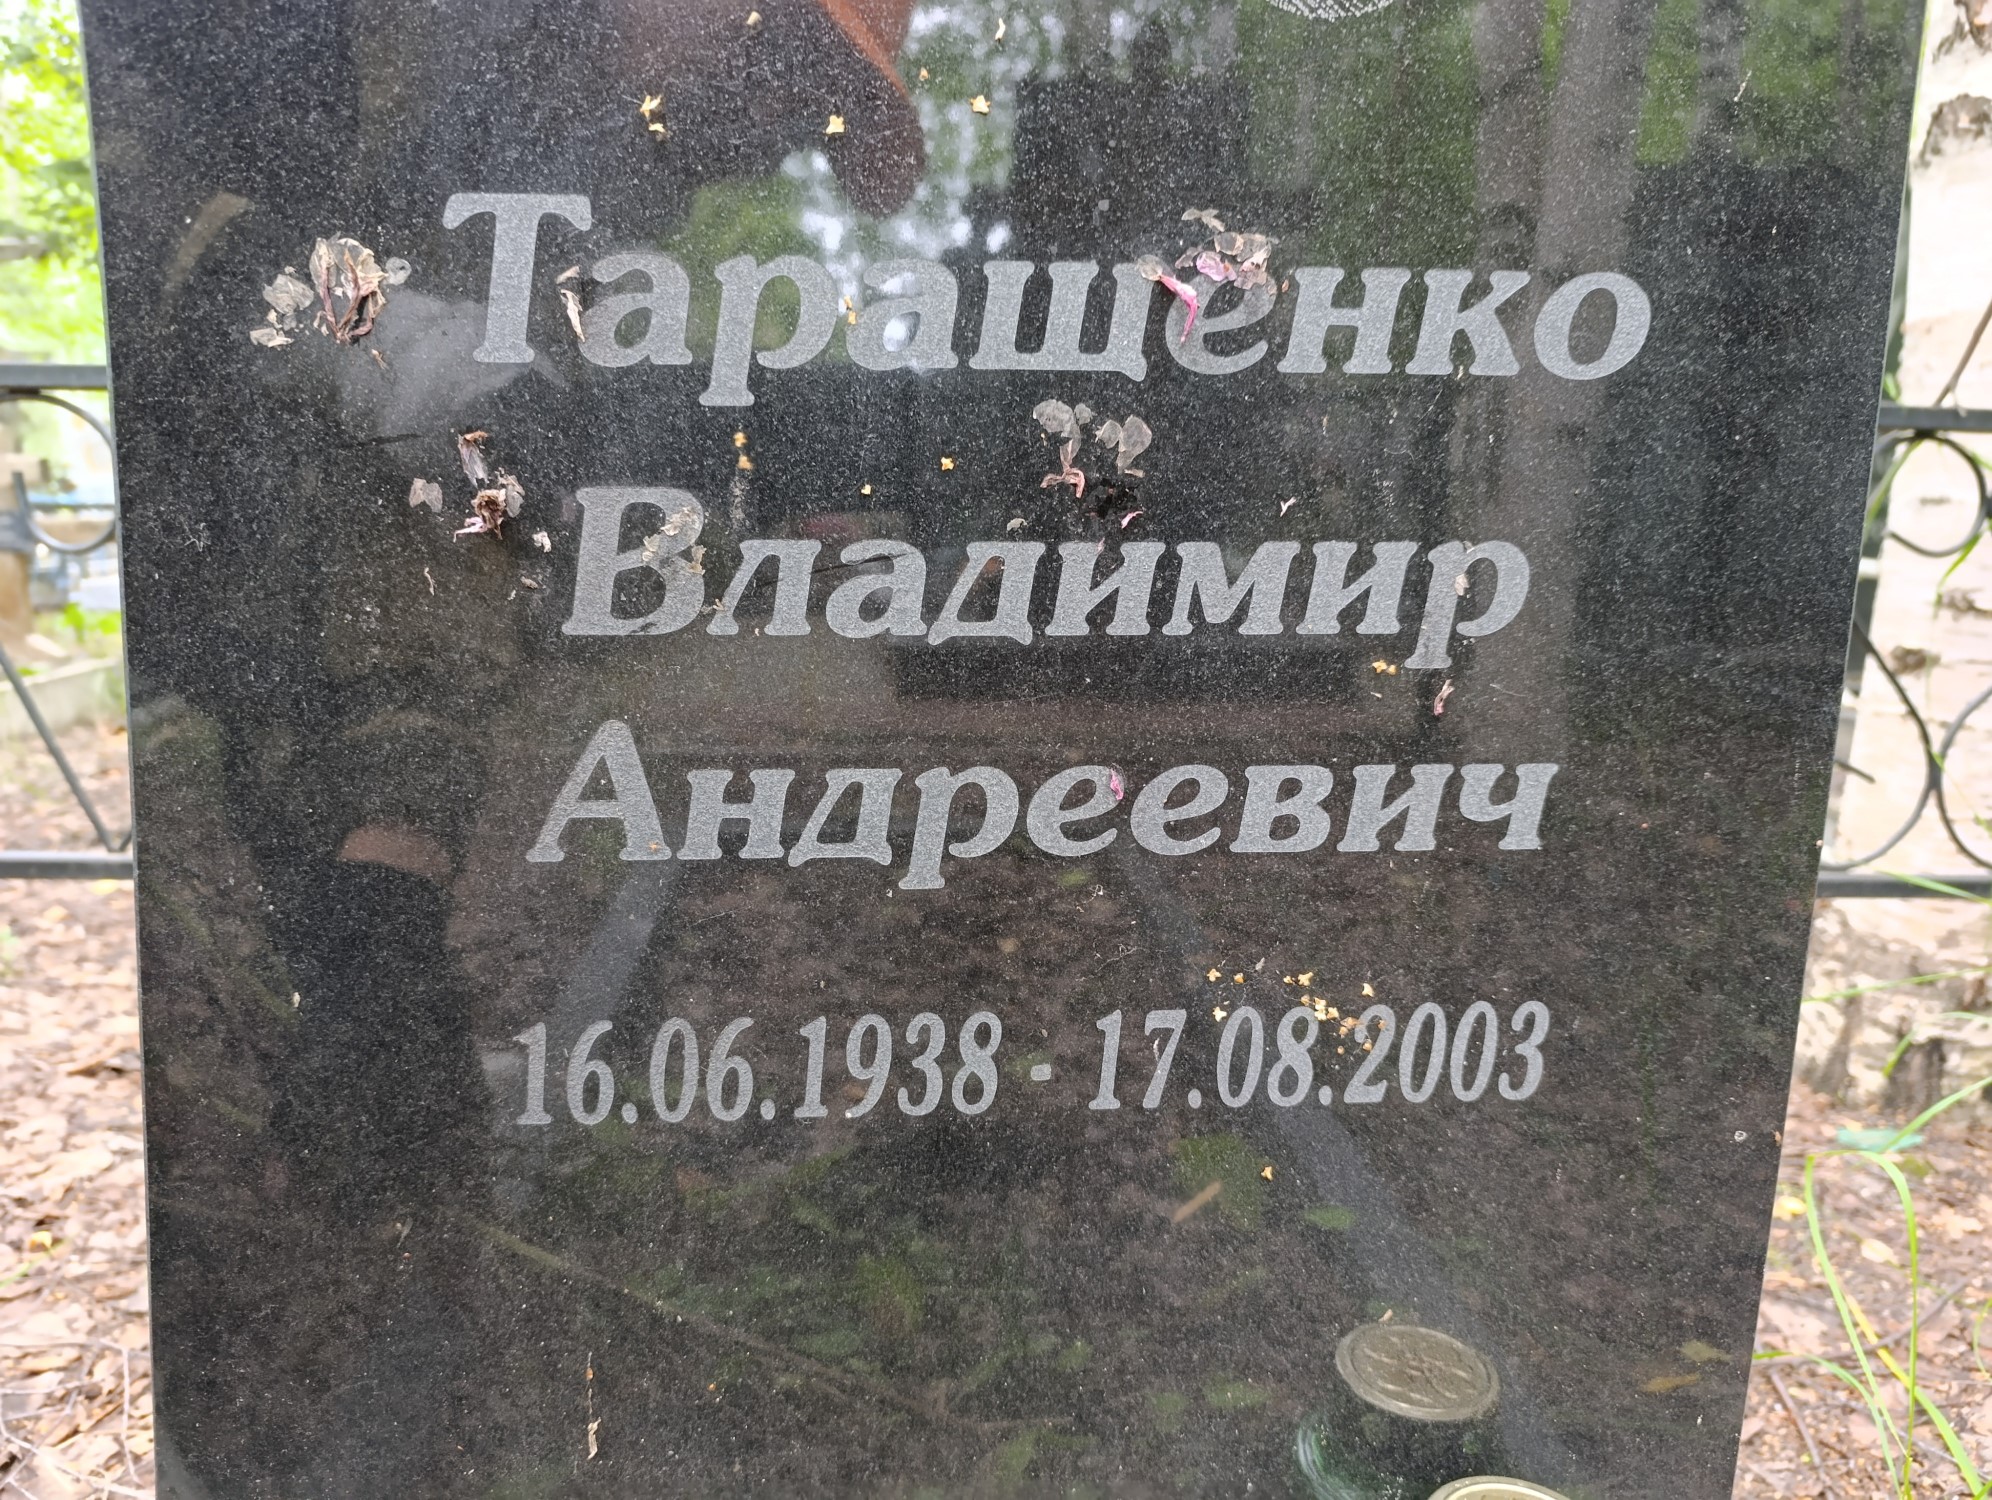 Таращенко
Владимир
Андреевич
16.06.1938 - 17.08.2003